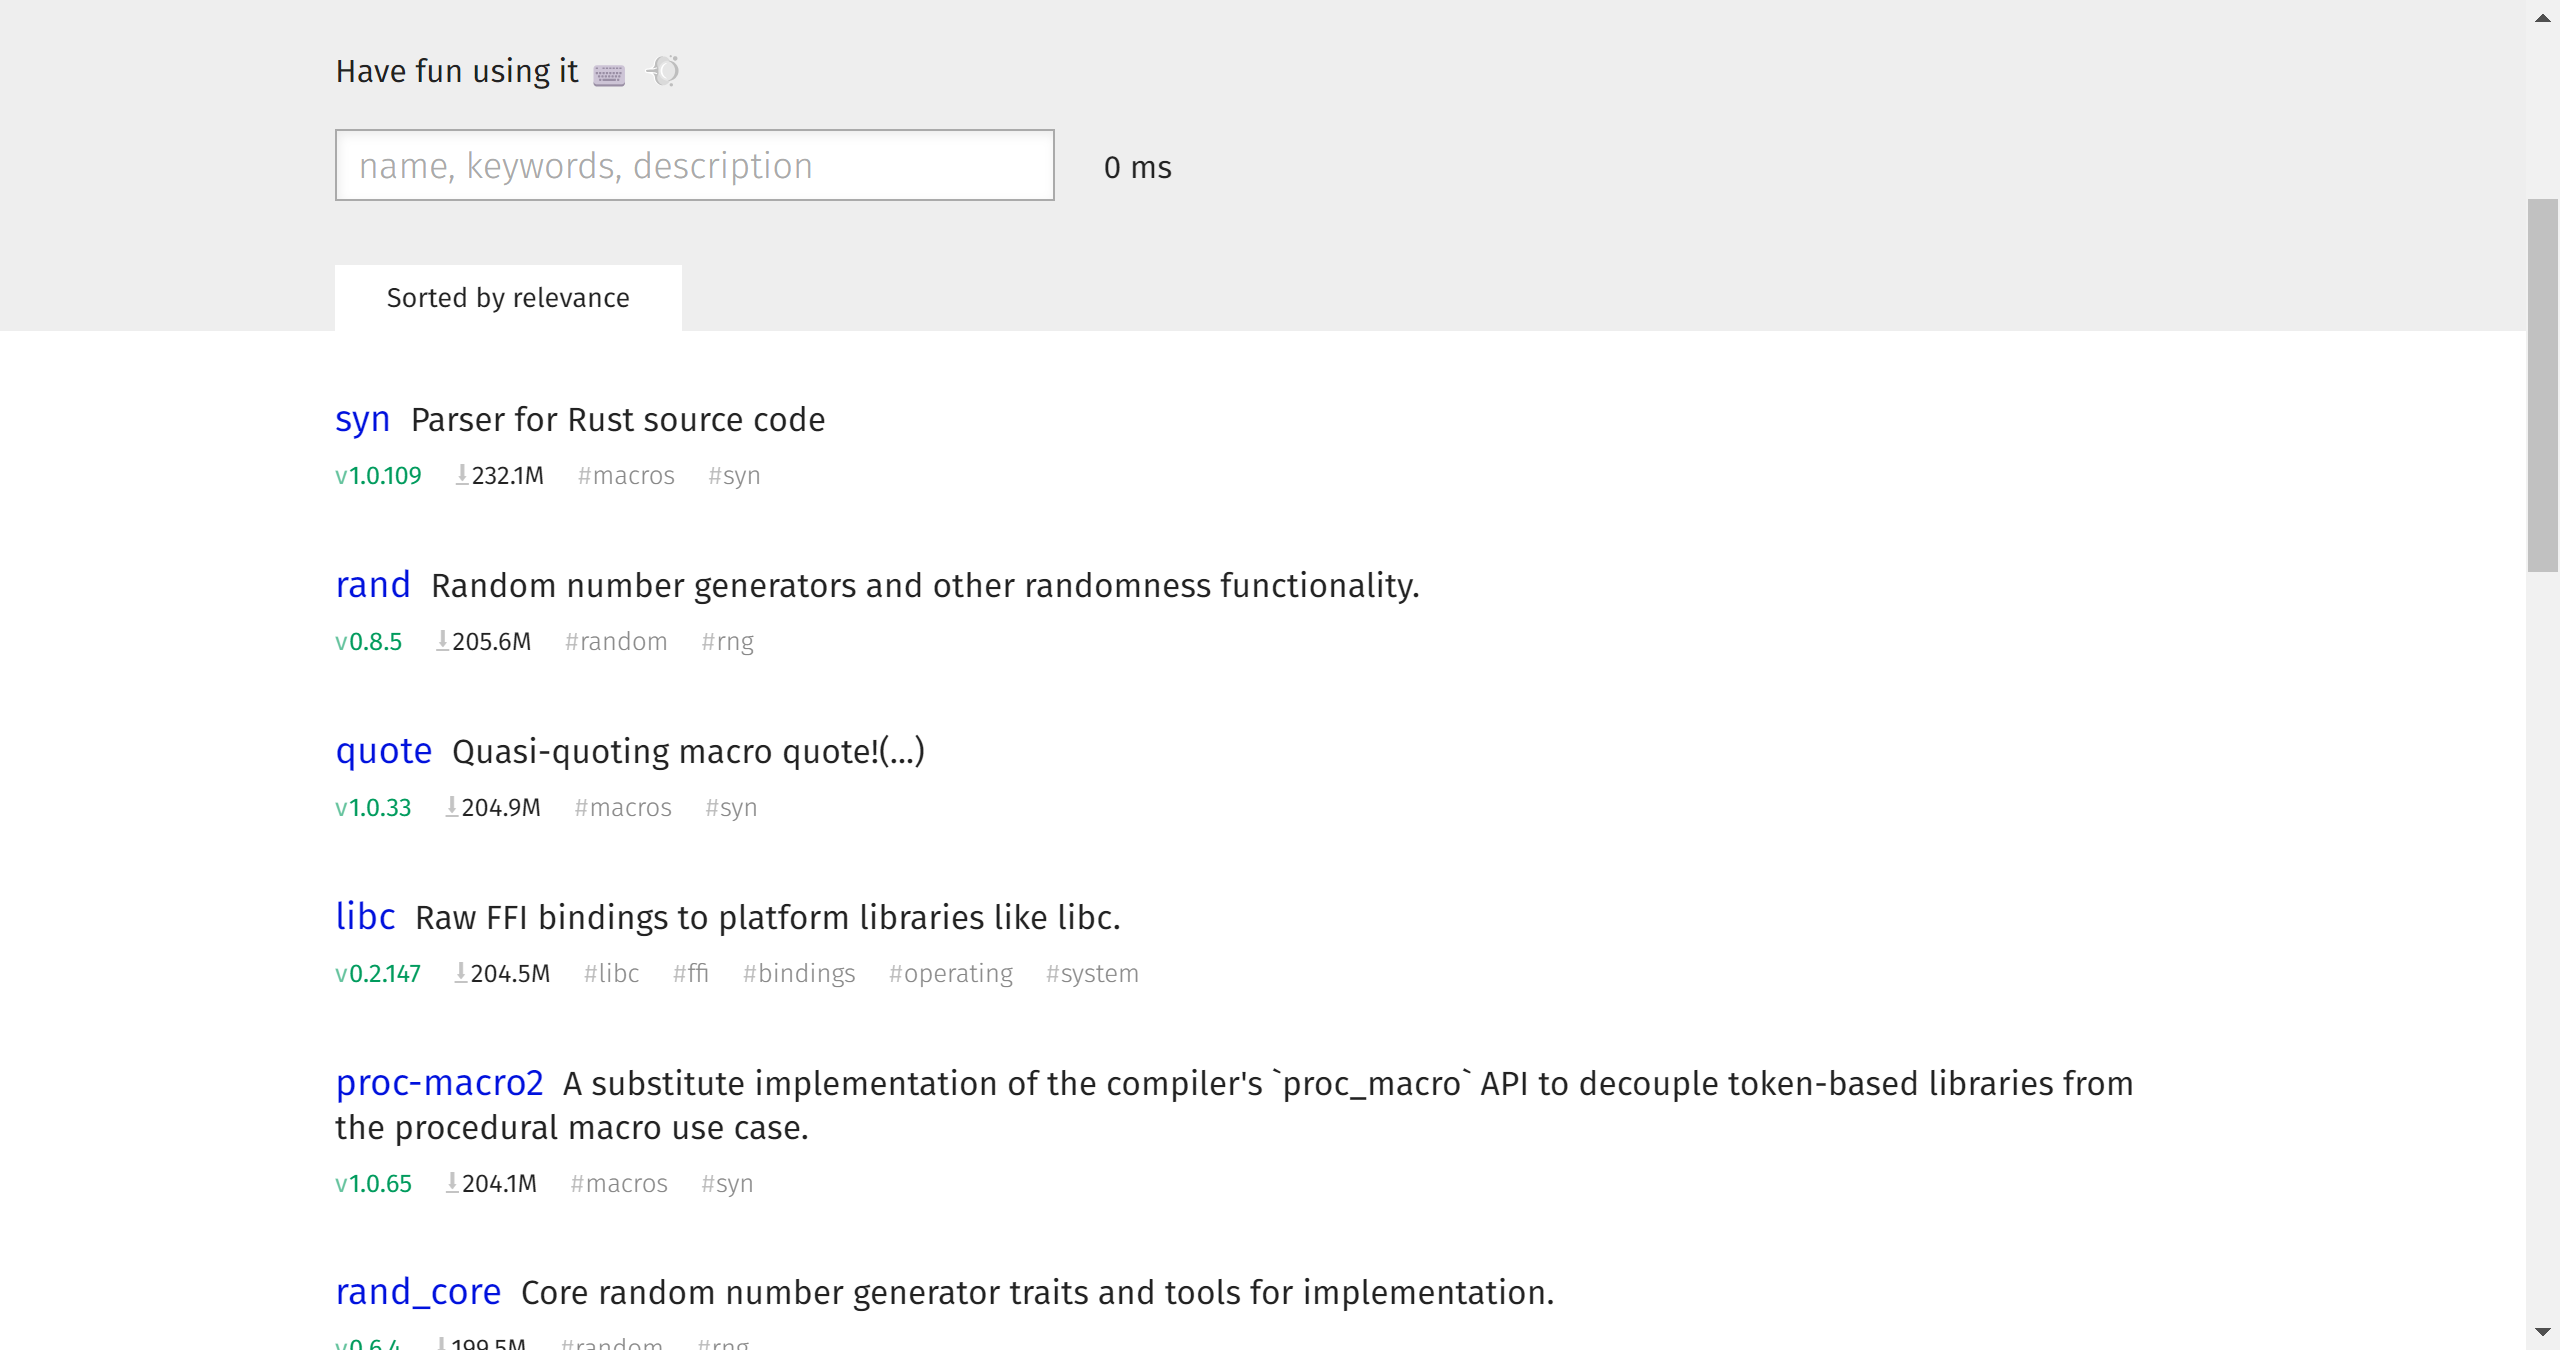 Have fun using it
name, keywords, description
0 ms
Sorted by relevance
syn Parser for Rust source code
v1.0.109 232.1M #macros #syn
rand Random number generators and other randomness functionality.
v0.8.5 205.6M #random #rng
quote Quasi-quoting macro quote!(...)
v1.0.33 204.9M #macros #syn
libc Raw FFI bindings to platform libraries like libc.
v0.2.147 204.5M #libc #ffi #bindings #operating #system
proc-macro2 A substitute implementation of the compiler's `proc_macro` API to decouple token-based libraries from
the procedural macro use case.
v1.0.65 204.1M #macros #syn
rand_core Core random number generator traits and tools for implementation.
v0.6.4 199.5M #random #rng